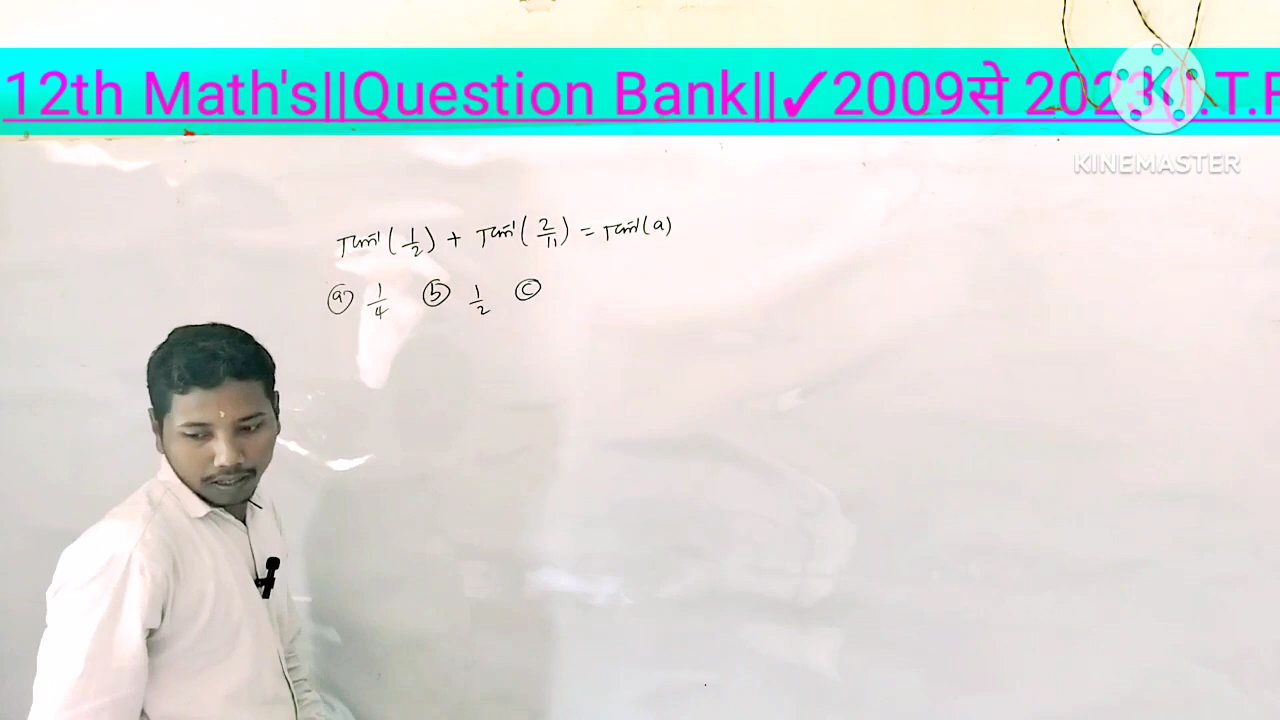 12th Math's||Question Bank||✓2009से 2023(I.T.F
KINEMASTER
Tan⁻¹(1/2) + Tan⁻¹(2/11) = Tan⁻¹(a)
ⓐ 1/4 ⓑ 1/2 ⓒ